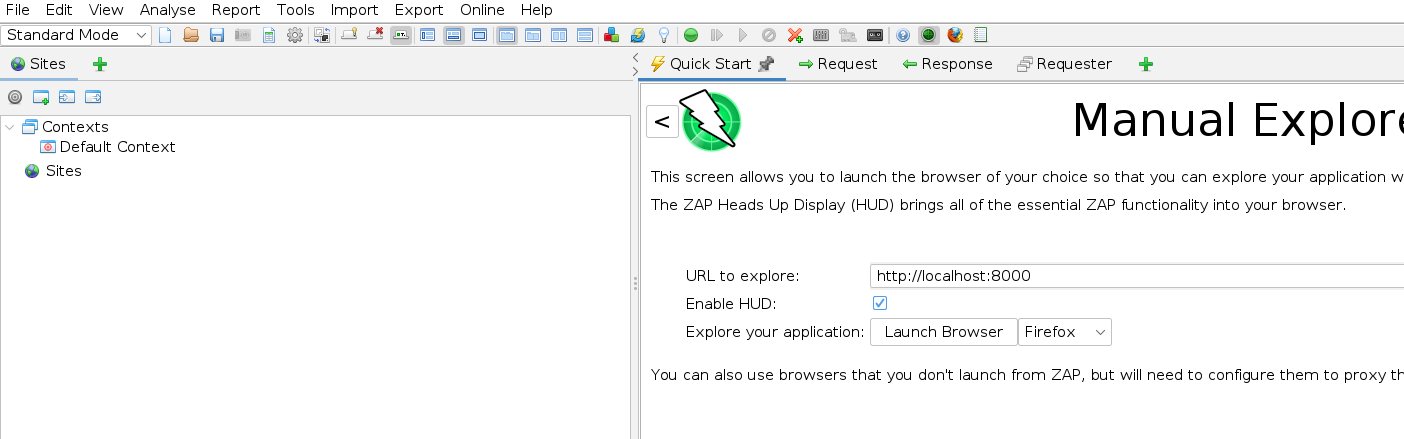 File Edit View Analyse Report Tools Import Export Online Help
Standard Mode
Sites
Quick Start Request Response Requester
< Manual Explore
Contexts
Default Context
Sites
This screen allows you to launch the browser of your choice so that you can explore your application w
The ZAP Heads Up Display (HUD) brings all of the essential ZAP functionality into your browser.
URL to explore: http://localhost:8000
Enable HUD:
Explore your application: Launch Browser Firefox
You can also use browsers that you don't launch from ZAP, but will need to configure them to proxy th